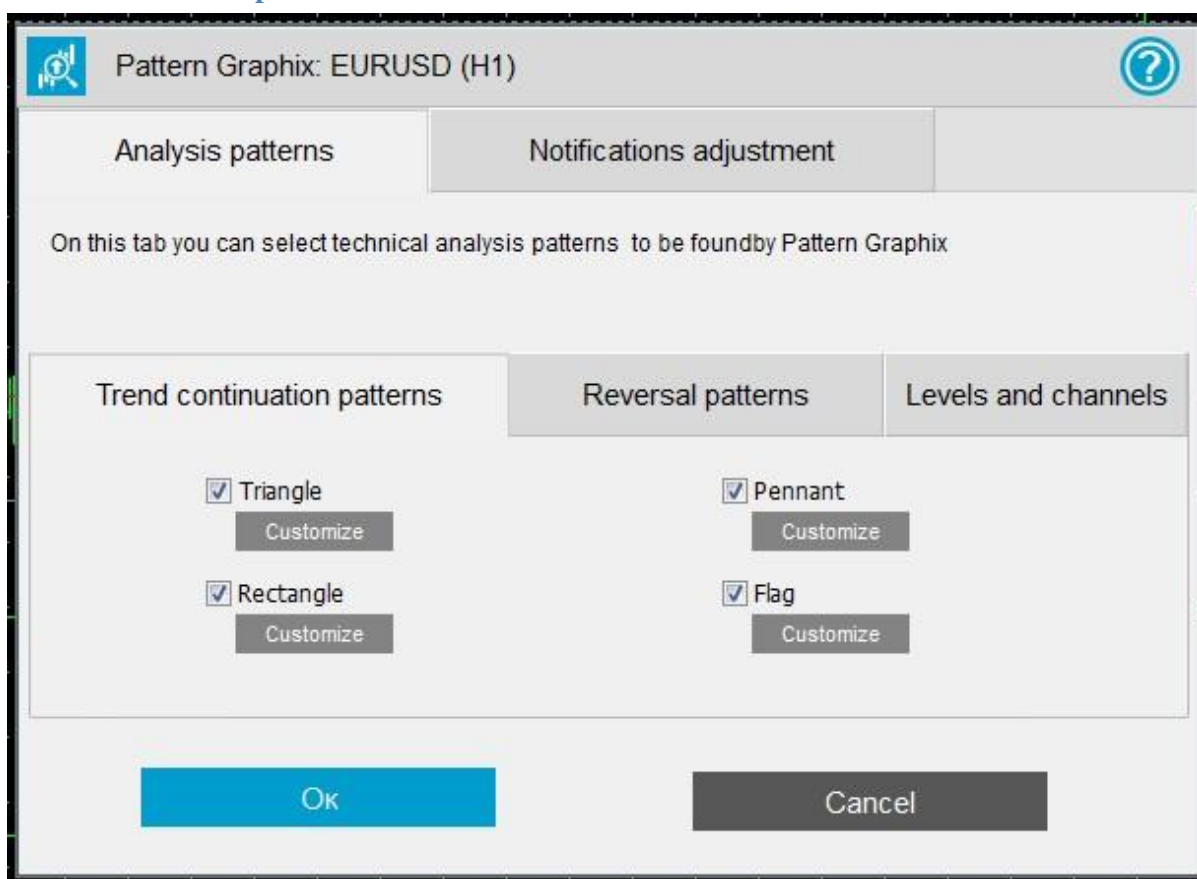 Pattern Graphix: EURUSD (H1)
Analysis patterns
Notifications adjustment
On this tab you can select technical analysis patterns  to be foundby Pattern Graphix
Trend continuation patterns
Reversal patterns
Levels and channels
Triangle
Customize
Pennant
Customize
Rectangle
Customize
Flag
Customize
Ок
Cancel